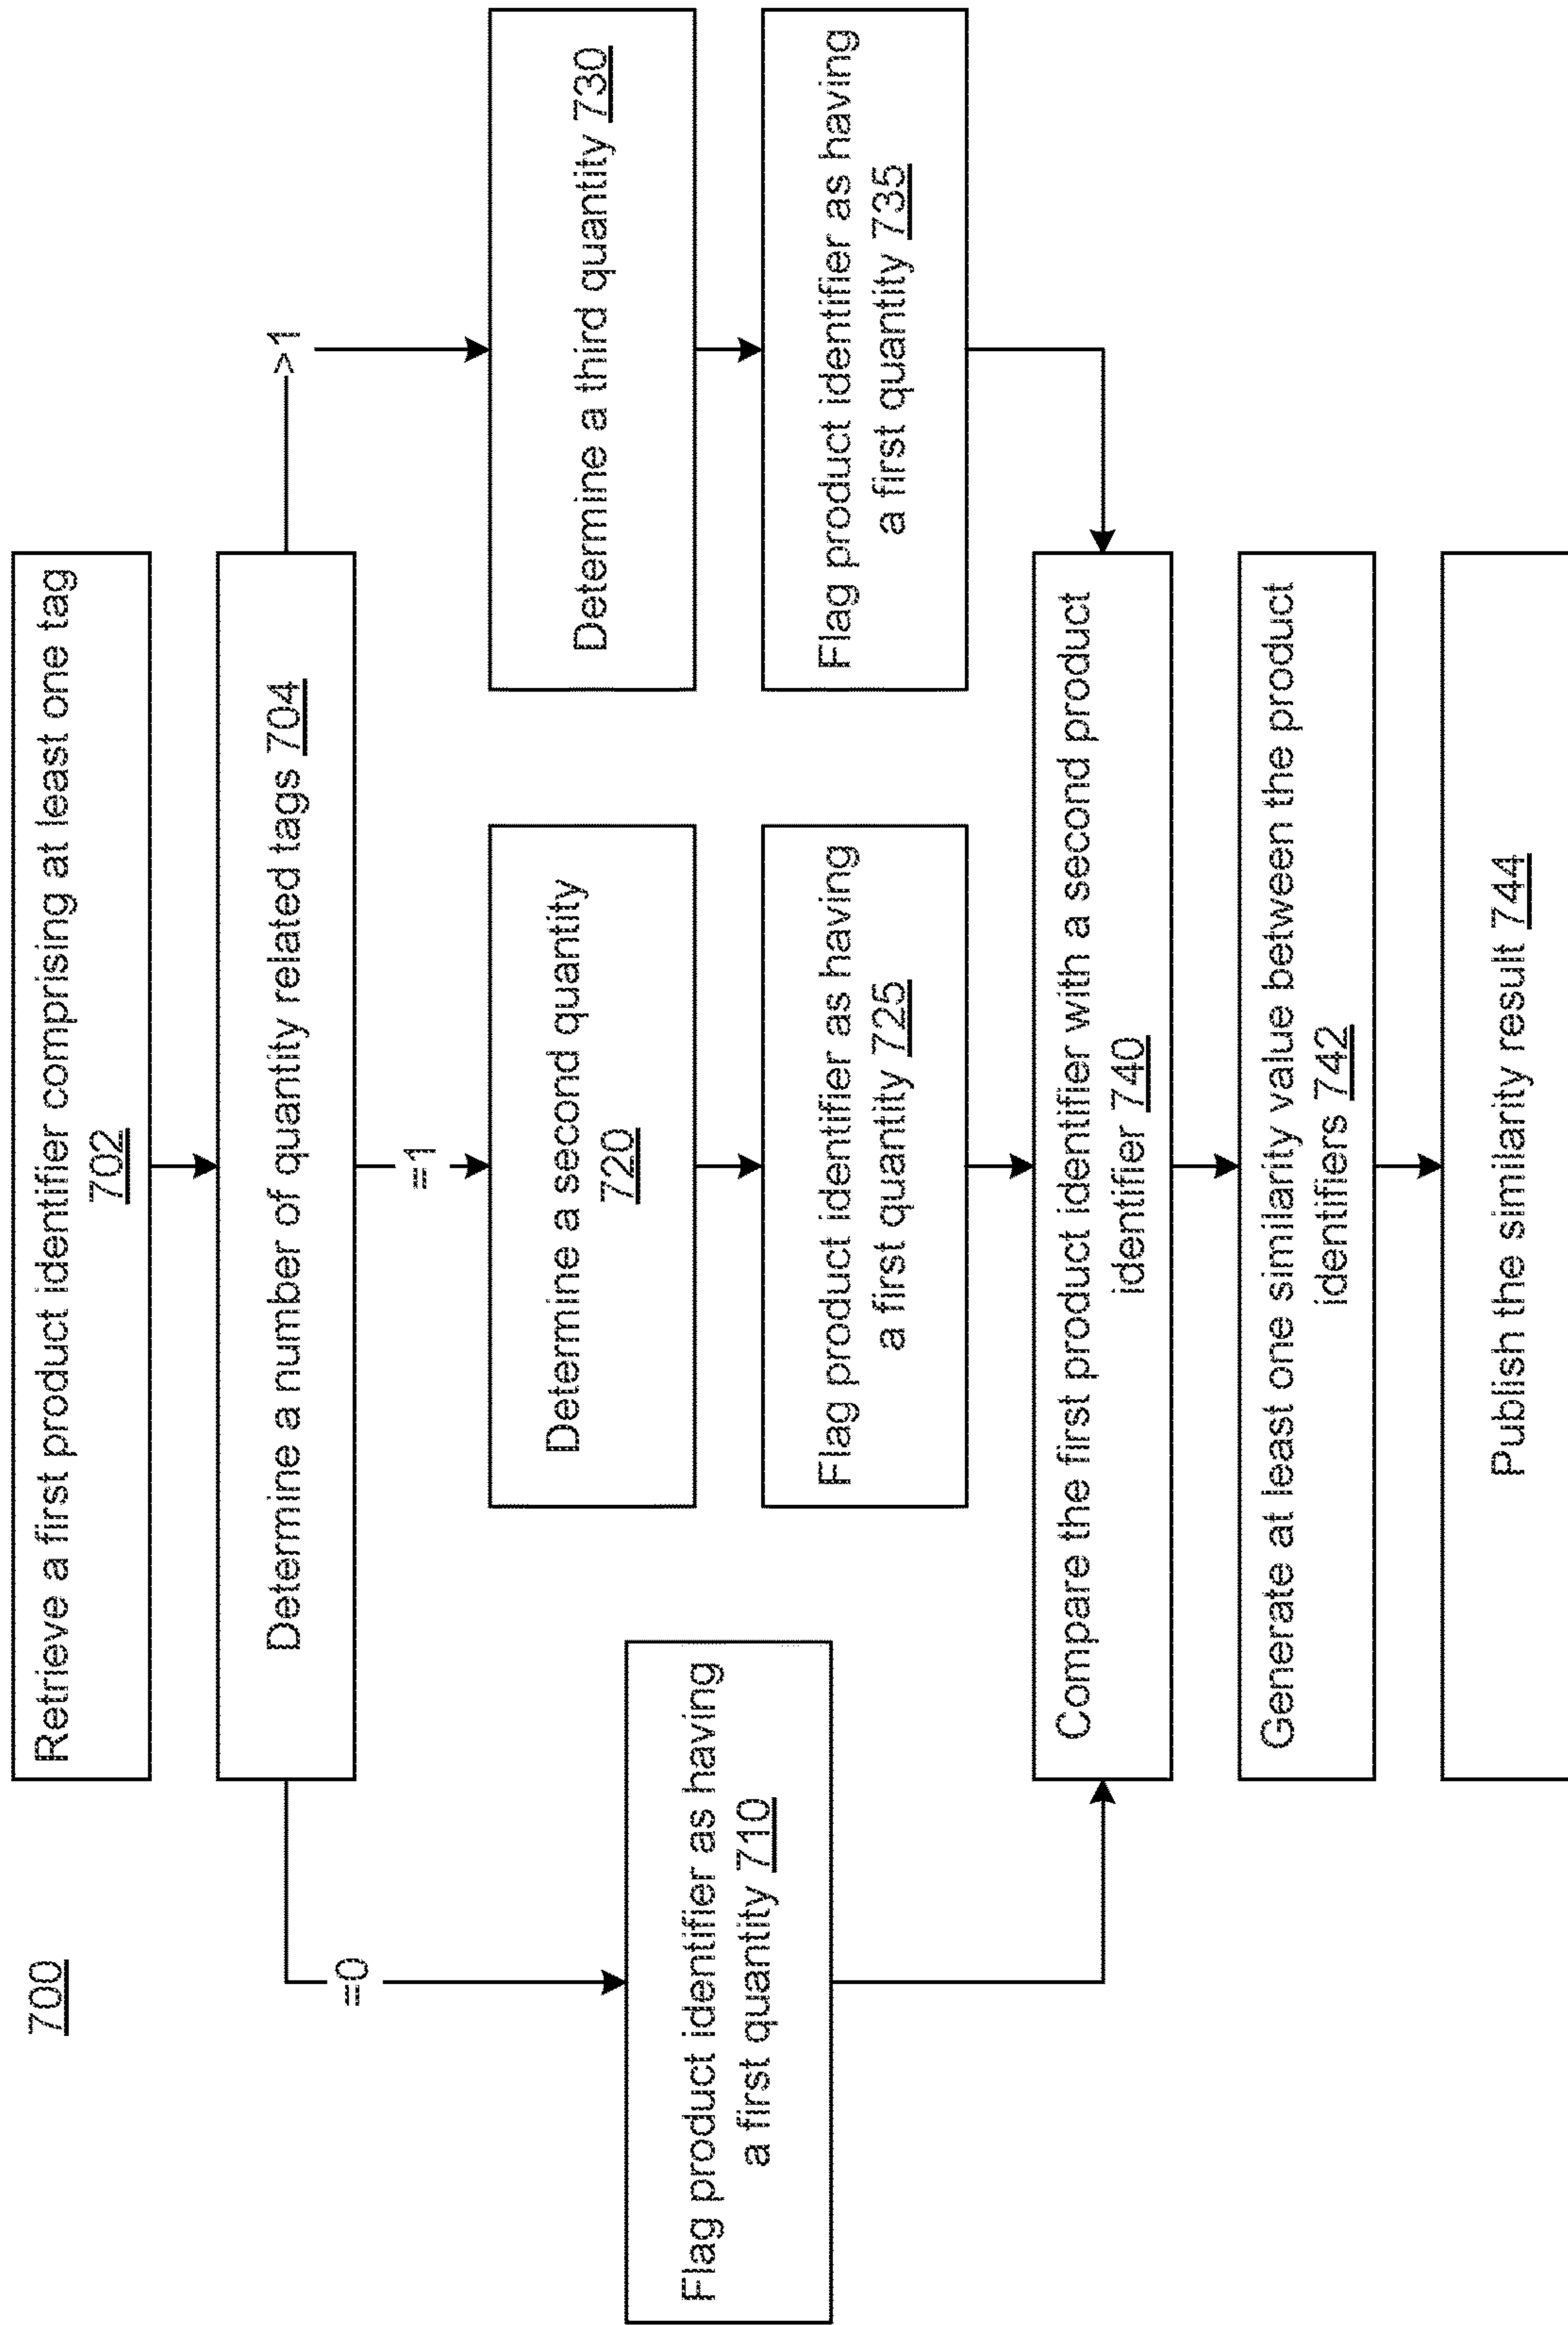 700
Retrieve a first product identifier comprising at least one tag
702
Determine a number of quantity related tags 704
=0
=1
>1
Flag product identifier as having
a first quantity 710
Determine a second quantity
720
Determine a third quantity 730
Flag product identifier as having
a first quantity 725
Flag product identifier as having
a first quantity 735
Compare the first product identifier with a second product
identifier 740
Generate at least one similarity value between the product
identifiers 742
Publish the similarity result 744